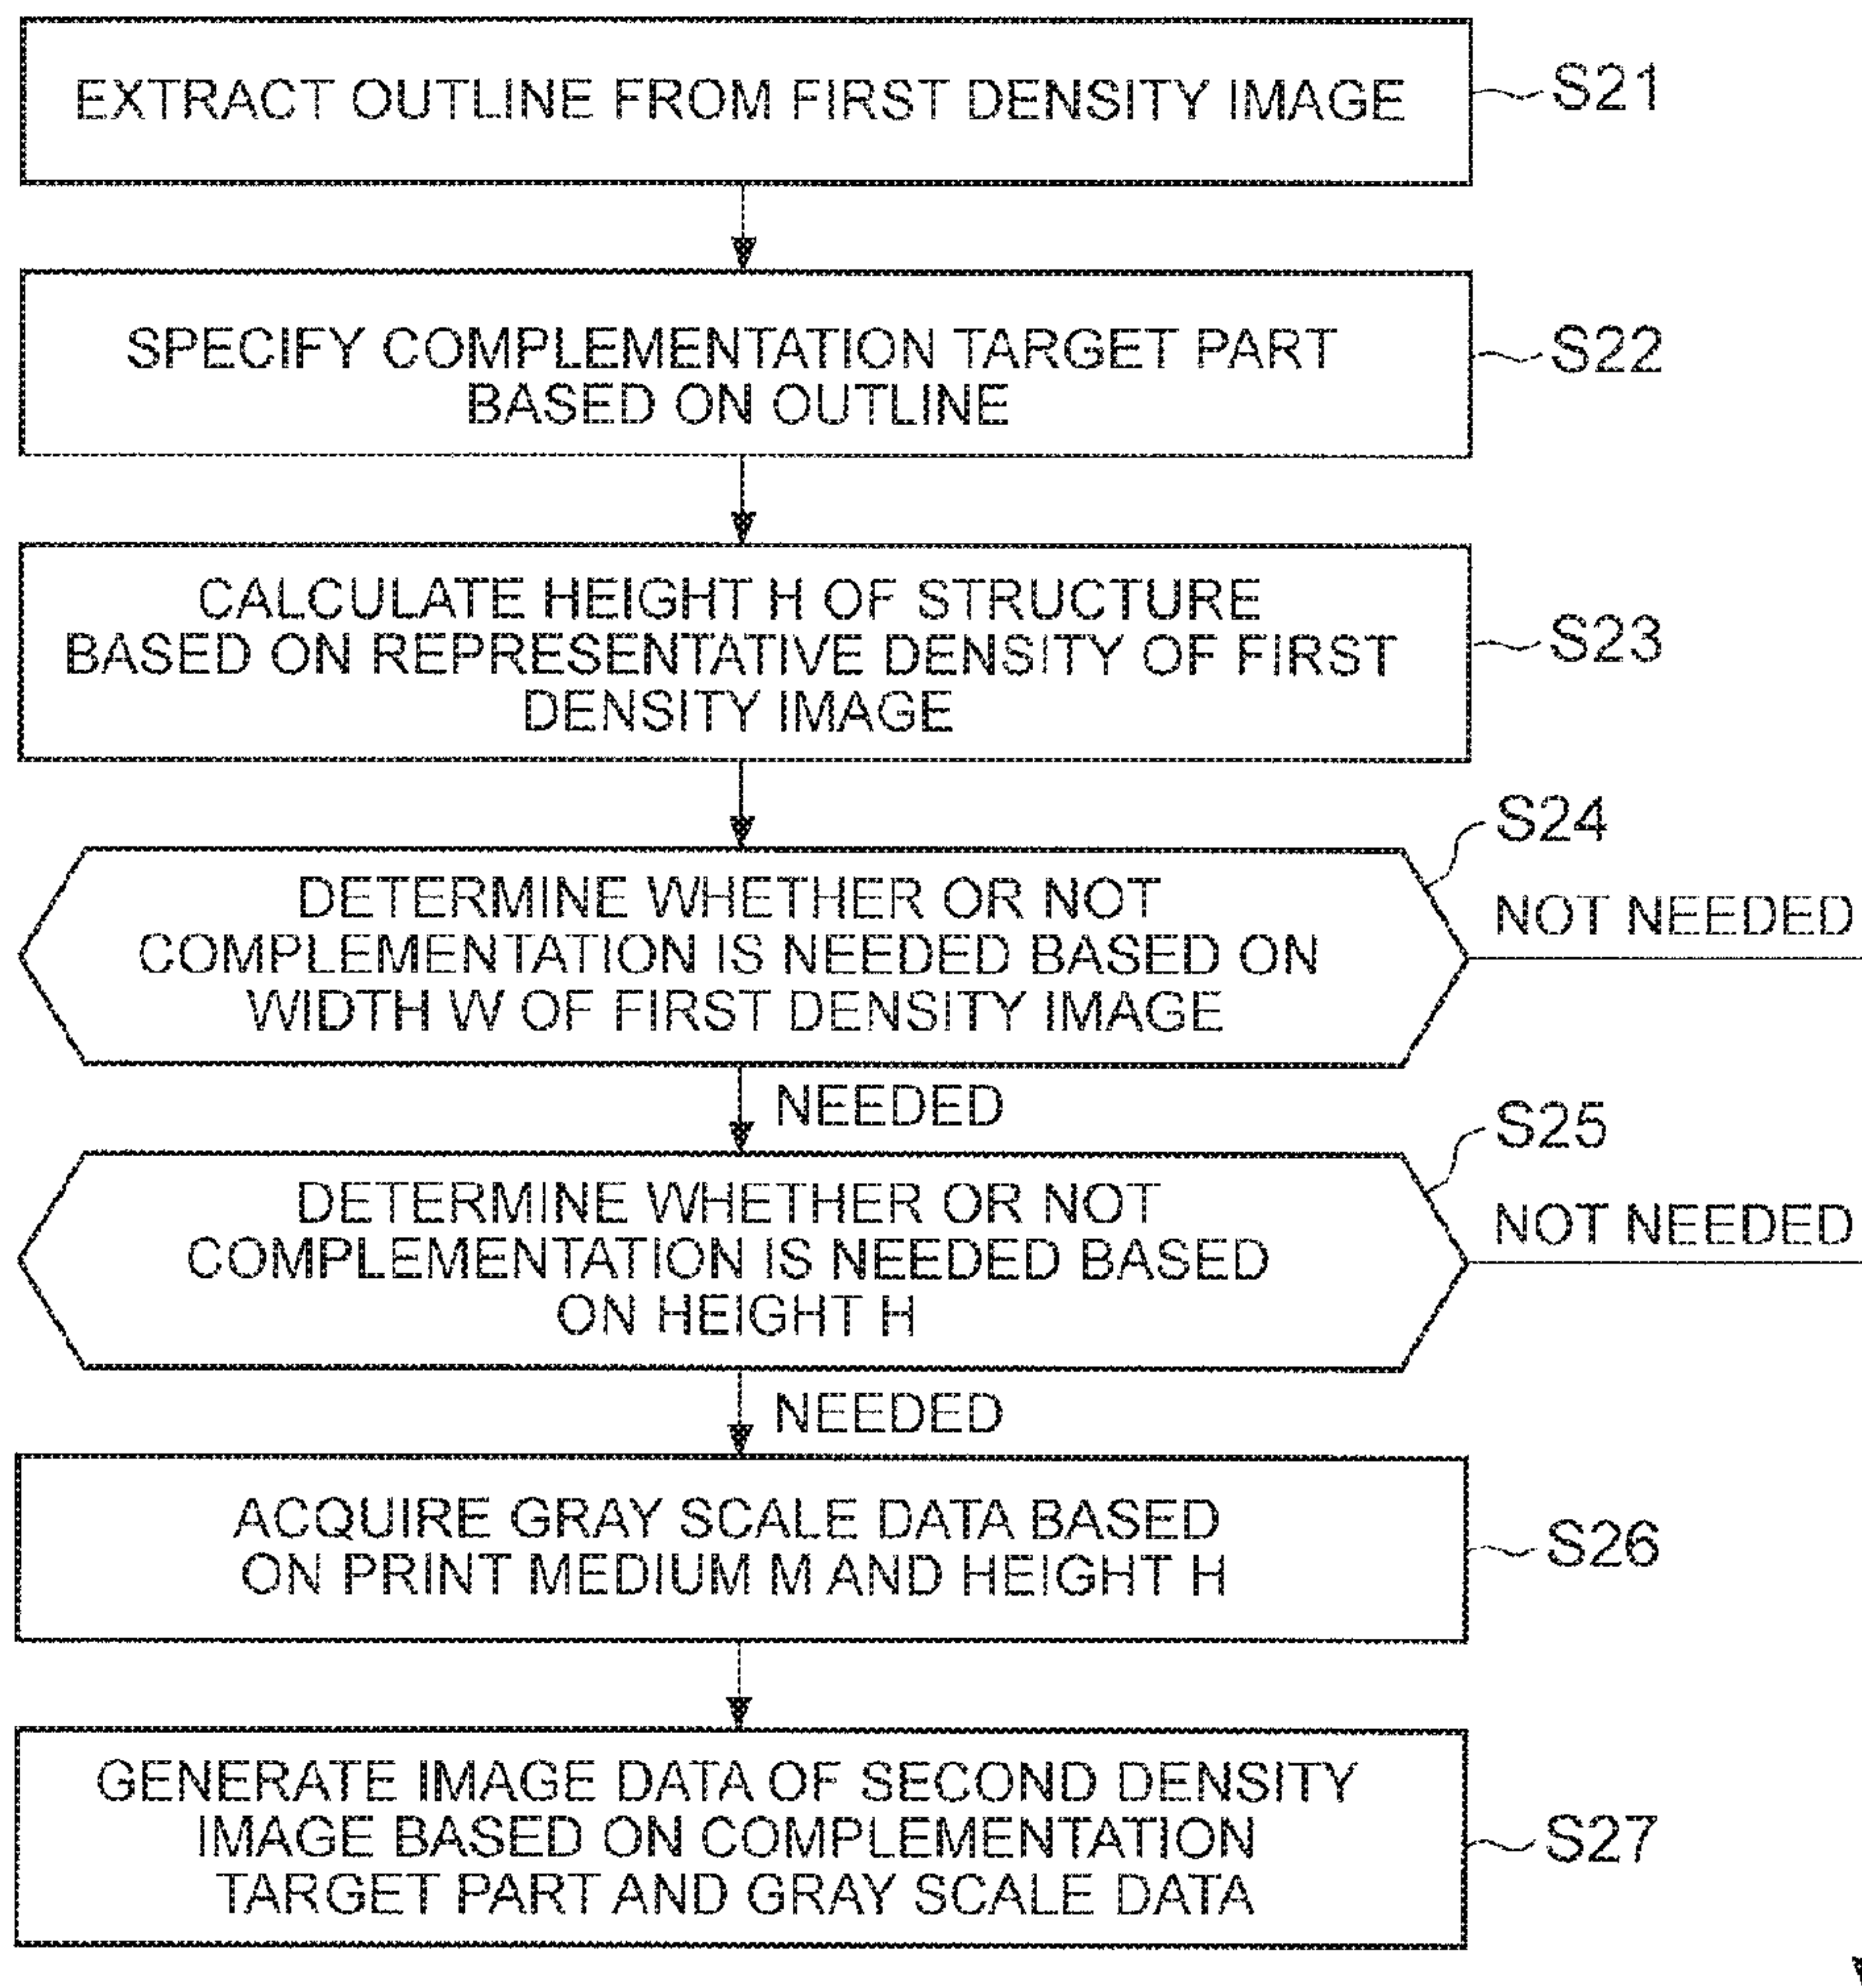 EXTRACT OUTLINE FROM FIRST DENSITY IMAGE
S21
SPECIFY COMPLEMENTATION TARGET PART
BASED ON OUTLINE
S22
CALCULATE HEIGHT H OF STRUCTURE
BASED ON REPRESENTATIVE DENSITY OF FIRST
DENSITY IMAGE
S23
S24
DETERMINE WHETHER OR NOT
COMPLEMENTATION IS NEEDED BASED ON
WIDTH W OF FIRST DENSITY IMAGE
NOT NEEDED
NEEDED
S25
DETERMINE WHETHER OR NOT
COMPLEMENTATION IS NEEDED BASED
ON HEIGHT H
NOT NEEDED
NEEDED
ACQUIRE GRAY SCALE DATA BASED
ON PRINT MEDIUM M AND HEIGHT H
S26
GENERATE IMAGE DATA OF SECOND DENSITY
IMAGE BASED ON COMPLEMENTATION
TARGET PART AND GRAY SCALE DATA
S27